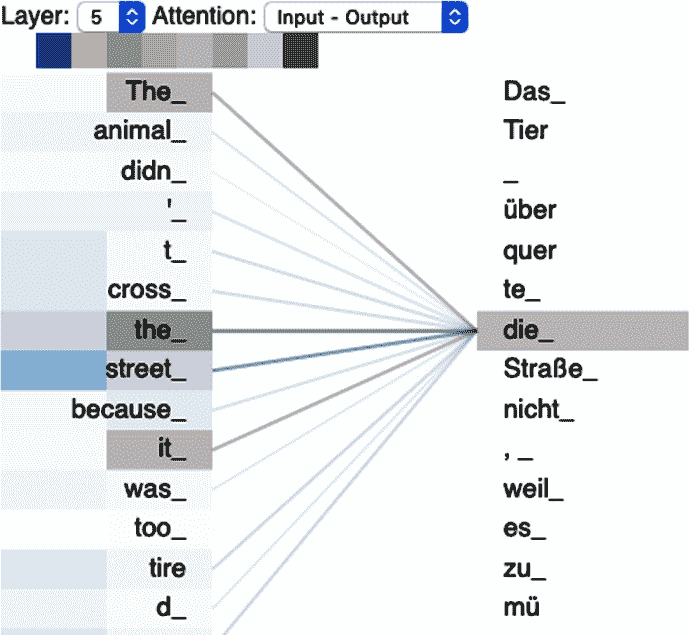 Layer: 5 Attention: Input - Output
The_ Das_
animal_ Tier
didn_ _
'_ über
t_ quer
cross_ te_
the_ die_
street_ Straße_
because_ nicht_
it_ , _
was_ weil_
too_ es_
tire zu_
d_ mü